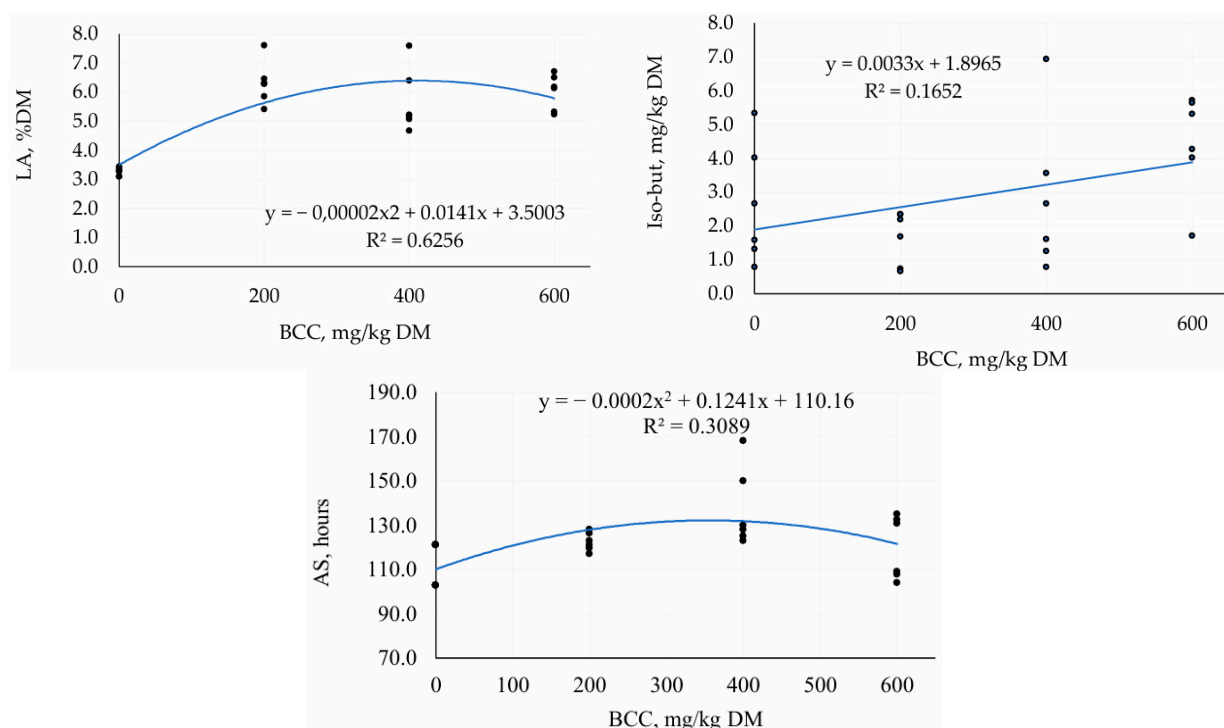 8.0
7.0
6.0
5.0
4.0
3.0
2.0
1.0
0.0
LA, %DM
y = − 0,00002x2 + 0.0141x + 3.5003
R² = 0.6256
0 200 400 600
BCC, mg/kg DM
8.0
7.0
6.0
5.0
4.0
3.0
2.0
1.0
0.0
Iso-but, mg/kg DM
y = 0.0033x + 1.8965
R² = 0.1652
0 200 400 600
BCC, mg/kg DM
190.0
170.0
150.0
130.0
110.0
90.0
70.0
AS, hours
y = − 0.0002x² + 0.1241x + 110.16
R² = 0.3089
0 100 200 300 400 500 600
BCC, mg/kg DM